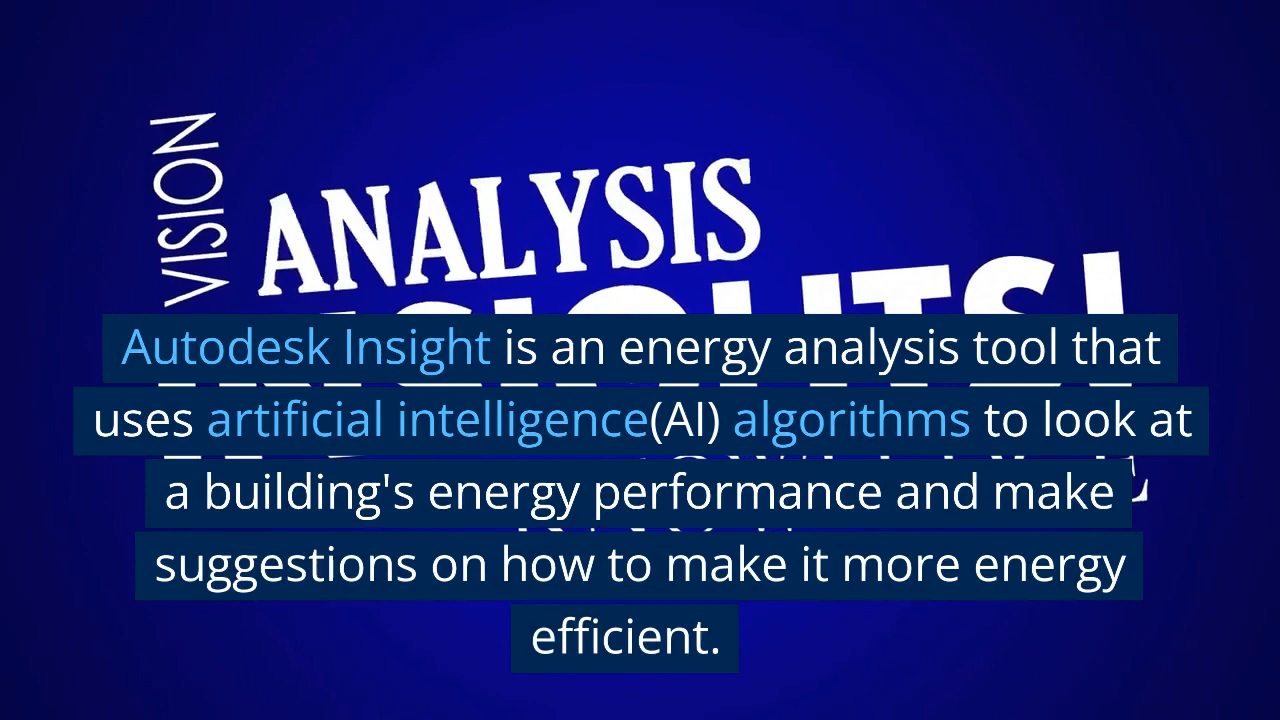 VISION
ANALYSIS
INSIGHTS!
Autodesk Insight is an energy analysis tool that
uses artificial intelligence(AI) algorithms to look at
a building's energy performance and make
suggestions on how to make it more energy
efficient.